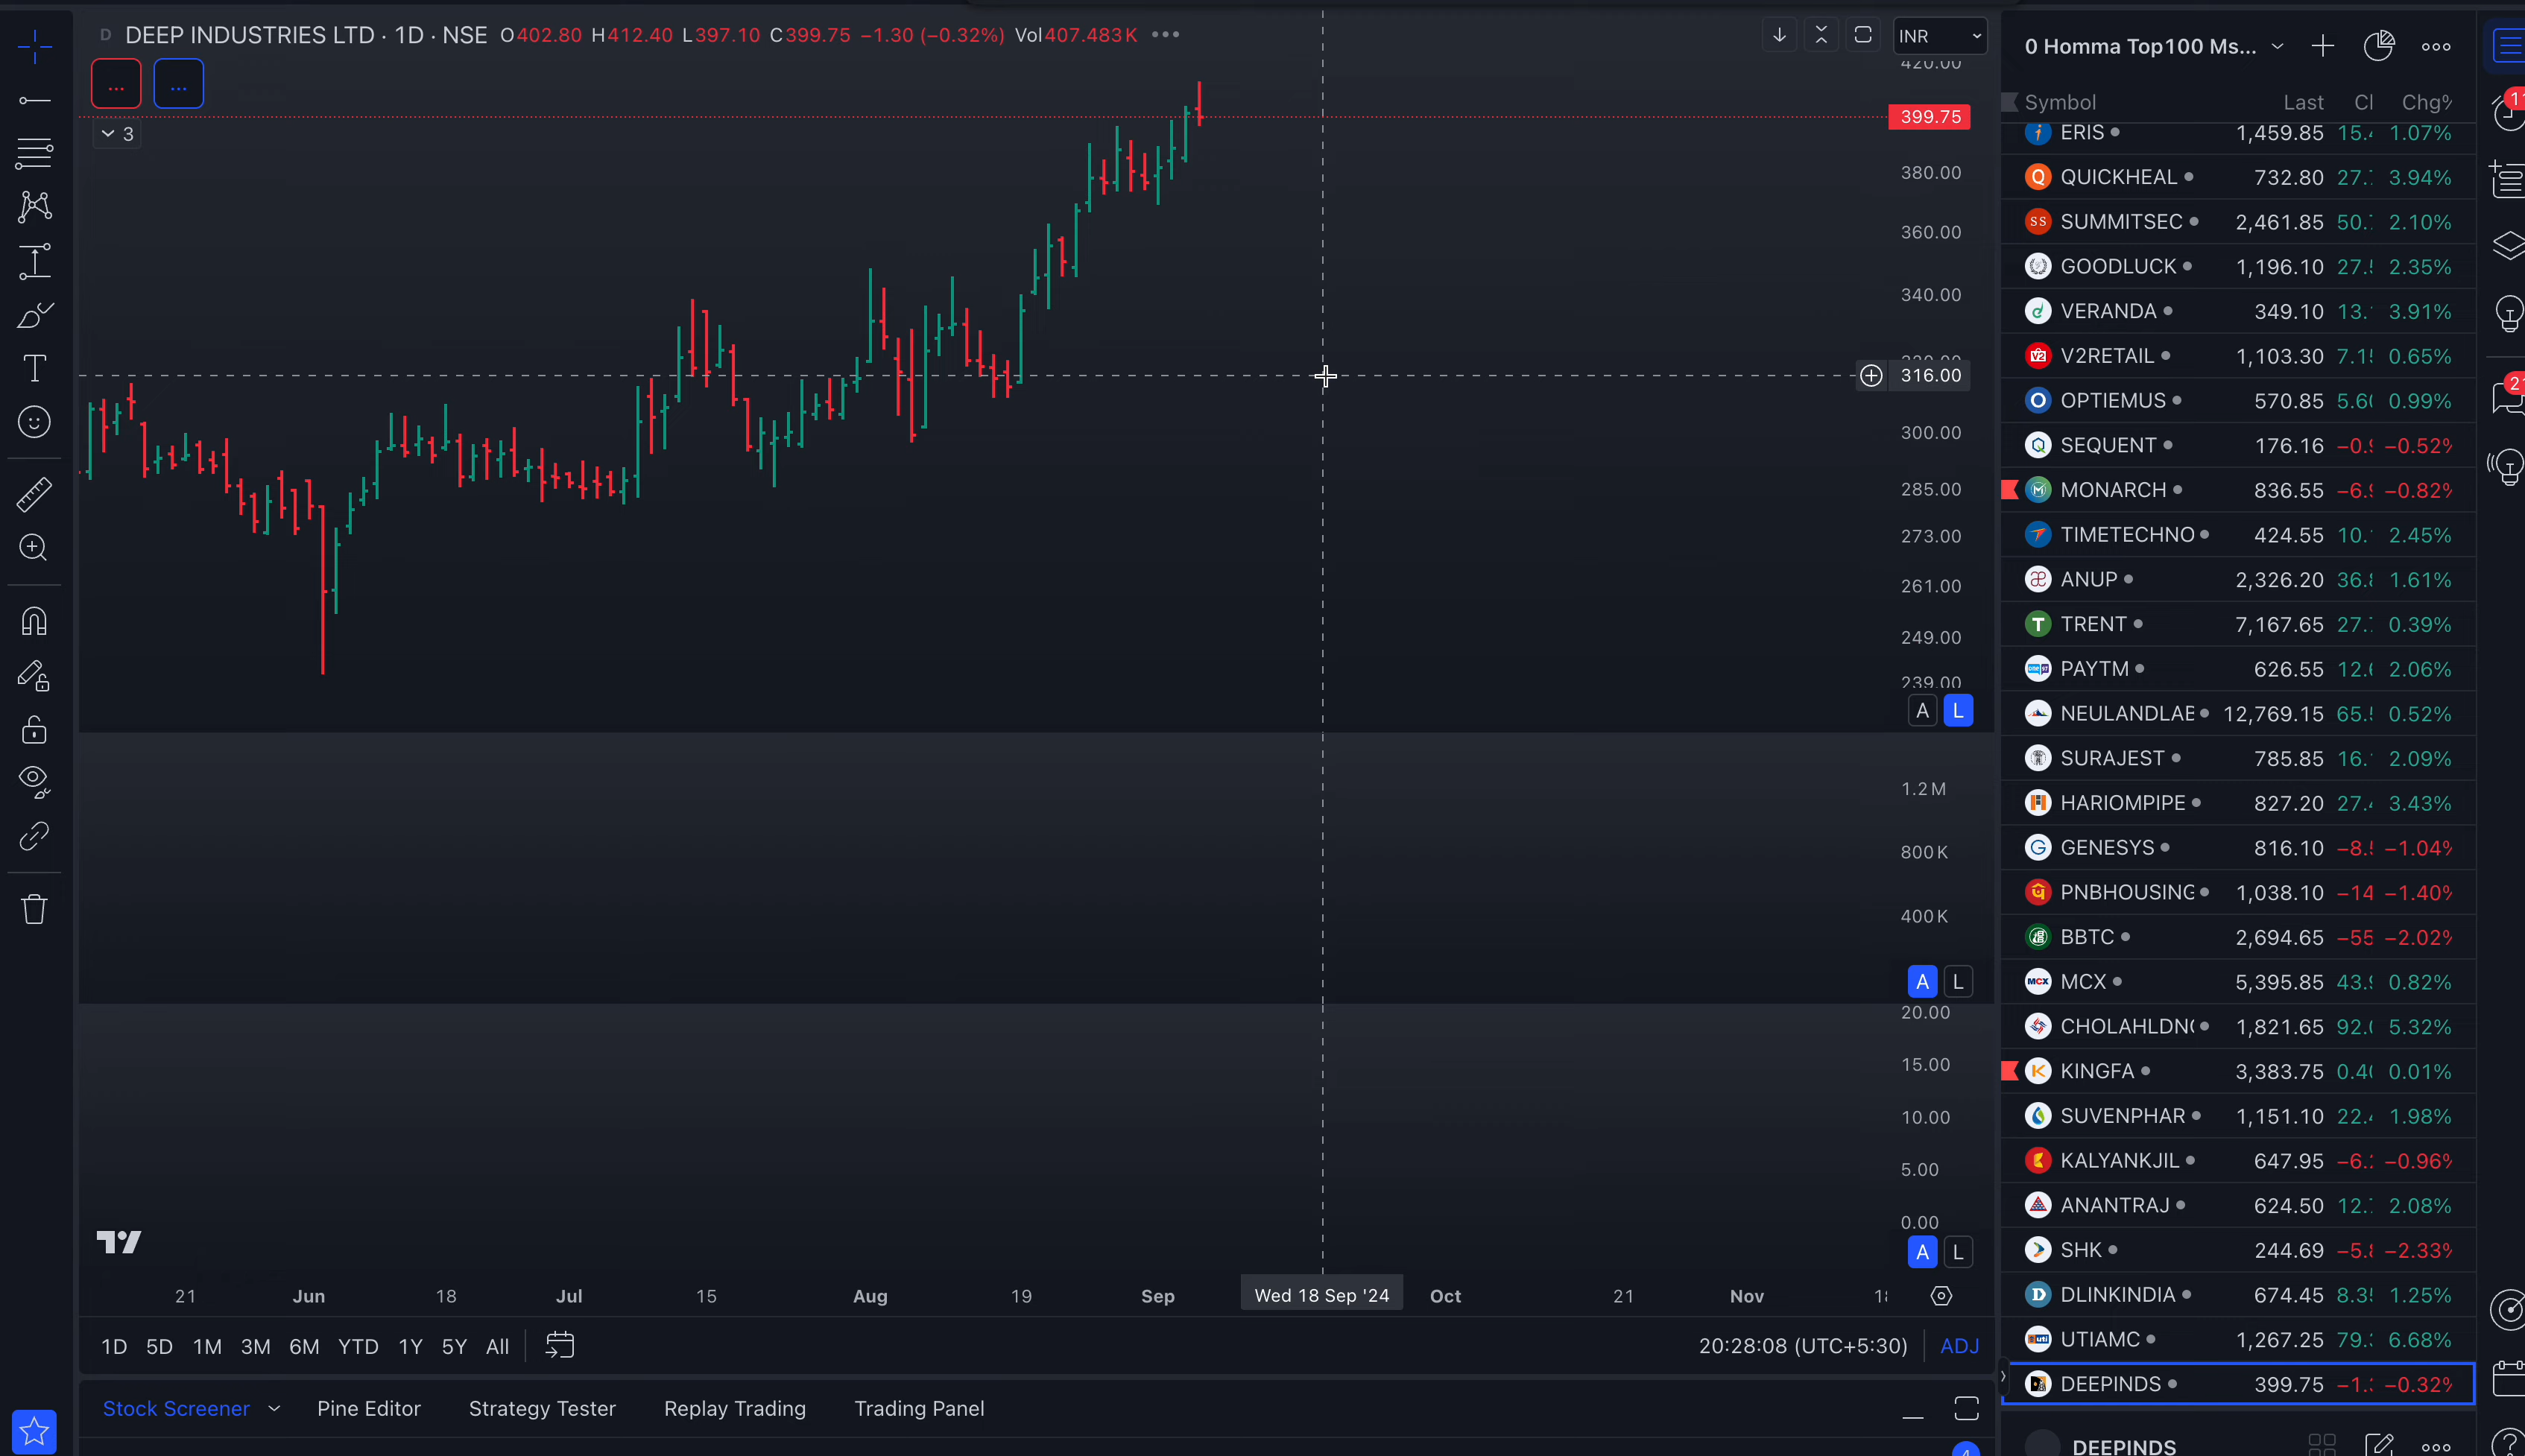 D DEEP INDUSTRIES LTD · 1D · NSE O402.80 H412.40 L397.10 C399.75 −1.30 (−0.32%) Vol407.483K
INR
... ...
3
420.00
399.75
380.00
360.00
340.00
316.00
300.00
285.00
273.00
261.00
249.00
239.00
A L
1.2M
800K
400K
A L
20.00
15.00
10.00
5.00
0.00
A L
21 Jun 18 Jul 15 Aug 19 Sep Wed 18 Sep '24 Oct 21 Nov
1D 5D 1M 3M 6M YTD 1Y 5Y All
20:28:08 (UTC+5:30) ADJ
Stock Screener Pine Editor Strategy Tester Replay Trading Trading Panel
0 Homma Top100 Ms...
Symbol Last Chg%
ERIS 1,459.85 1.07%
QUICKHEAL 732.80 3.94%
SUMMITSEC 2,461.85 2.10%
GOODLUCK 1,196.10 2.35%
VERANDA 349.10 3.91%
V2RETAIL 1,103.30 0.65%
OPTIEMUS 570.85 0.99%
SEQUENT 176.16 −0.52%
MONARCH 836.55 −0.82%
TIMETECHNO 424.55 2.45%
ANUP 2,326.20 1.61%
TRENT 7,167.65 0.39%
PAYTM 626.55 2.06%
NEULANDLAB 12,769.15 0.52%
SURAJEST 785.85 2.09%
HARIOMPIPE 827.20 3.43%
GENESYS 816.10 −1.04%
PNBHOUSING 1,038.10 −14 −1.40%
BBTC 2,694.65 −55 −2.02%
MCX 5,395.85 0.82%
CHOLAHLDN 1,821.65 5.32%
KINGFA 3,383.75 0.01%
SUVENPHAR 1,151.10 1.98%
KALYANKJIL 647.95 −0.96%
ANANTRAJ 624.50 2.08%
SHK 244.69 −2.33%
DLINKINDIA 674.45 1.25%
UTIAMC 1,267.25 6.68%
DEEPINDS 399.75 −0.32%
DEEPINDS